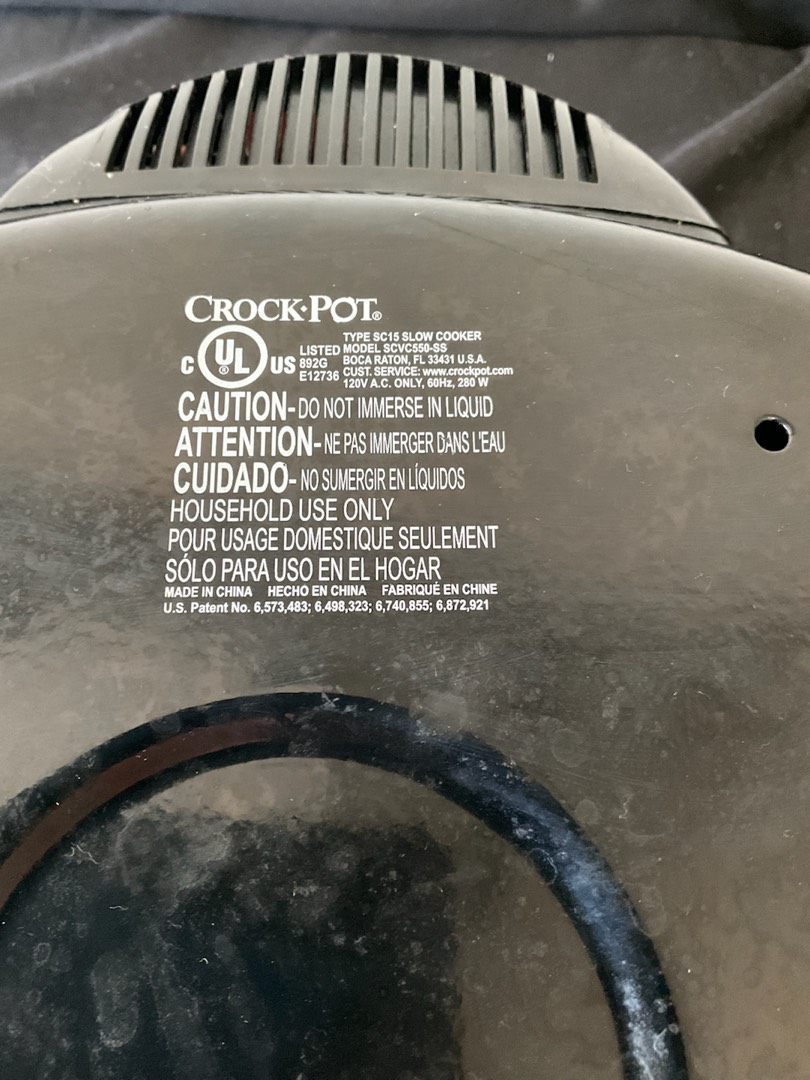 CROCK·POT®
C UL® US LISTED 892G E12736
TYPE SC15 SLOW COOKER
MODEL SCVC550-SS
BOCA RATON, FL 33431 U.S.A.
CUST. SERVICE: www.crockpot.com
120V A.C. ONLY, 60Hz, 280 W
CAUTION- DO NOT IMMERSE IN LIQUID
ATTENTION- NE PAS IMMERGER DANS L'EAU
CUIDADO- NO SUMERGIR EN LÍQUIDOS
HOUSEHOLD USE ONLY
POUR USAGE DOMESTIQUE SEULEMENT
SÓLO PARA USO EN EL HOGAR
MADE IN CHINA HECHO EN CHINA FABRIQUÉ EN CHINE
U.S. Patent No. 6,573,483; 6,498,323; 6,740,855; 6,872,921